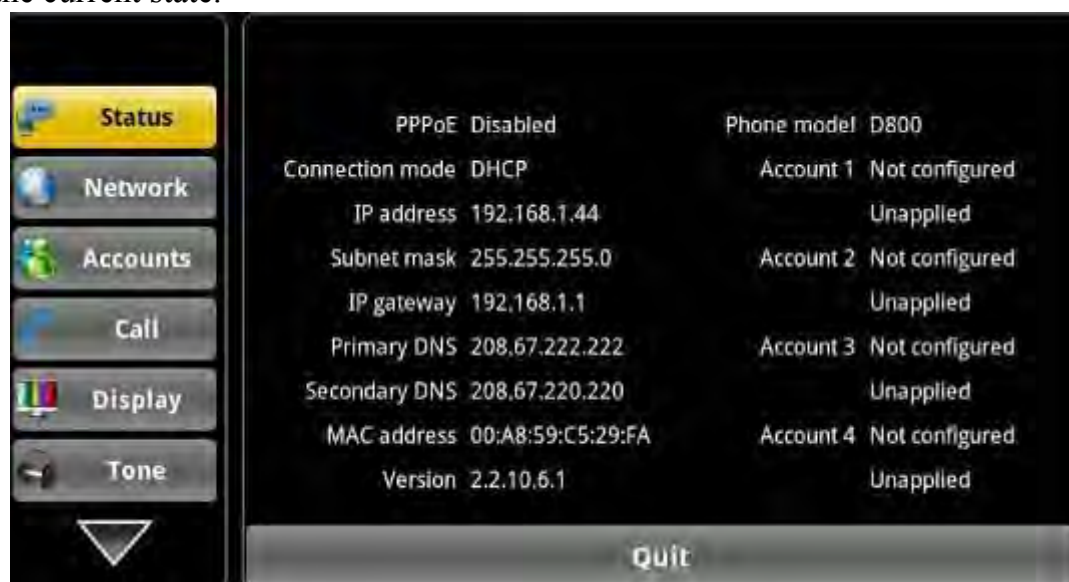 the current state.
Status
Network
Accounts
Call
Display
Tone
PPPoE Disabled
Connection mode DHCP
IP address 192.168.1.44
Subnet mask 255.255.255.0
IP gateway 192.168.1.1
Primary DNS 208.67.222.222
Secondary DNS 208.67.220.220
MAC address 00:A8:59:C5:29:FA
Version 2.2.10.6.1
Phone model D800
Account 1 Not configured
Unapplied
Account 2 Not configured
Unapplied
Account 3 Not configured
Unapplied
Account 4 Not configured
Unapplied
Quit